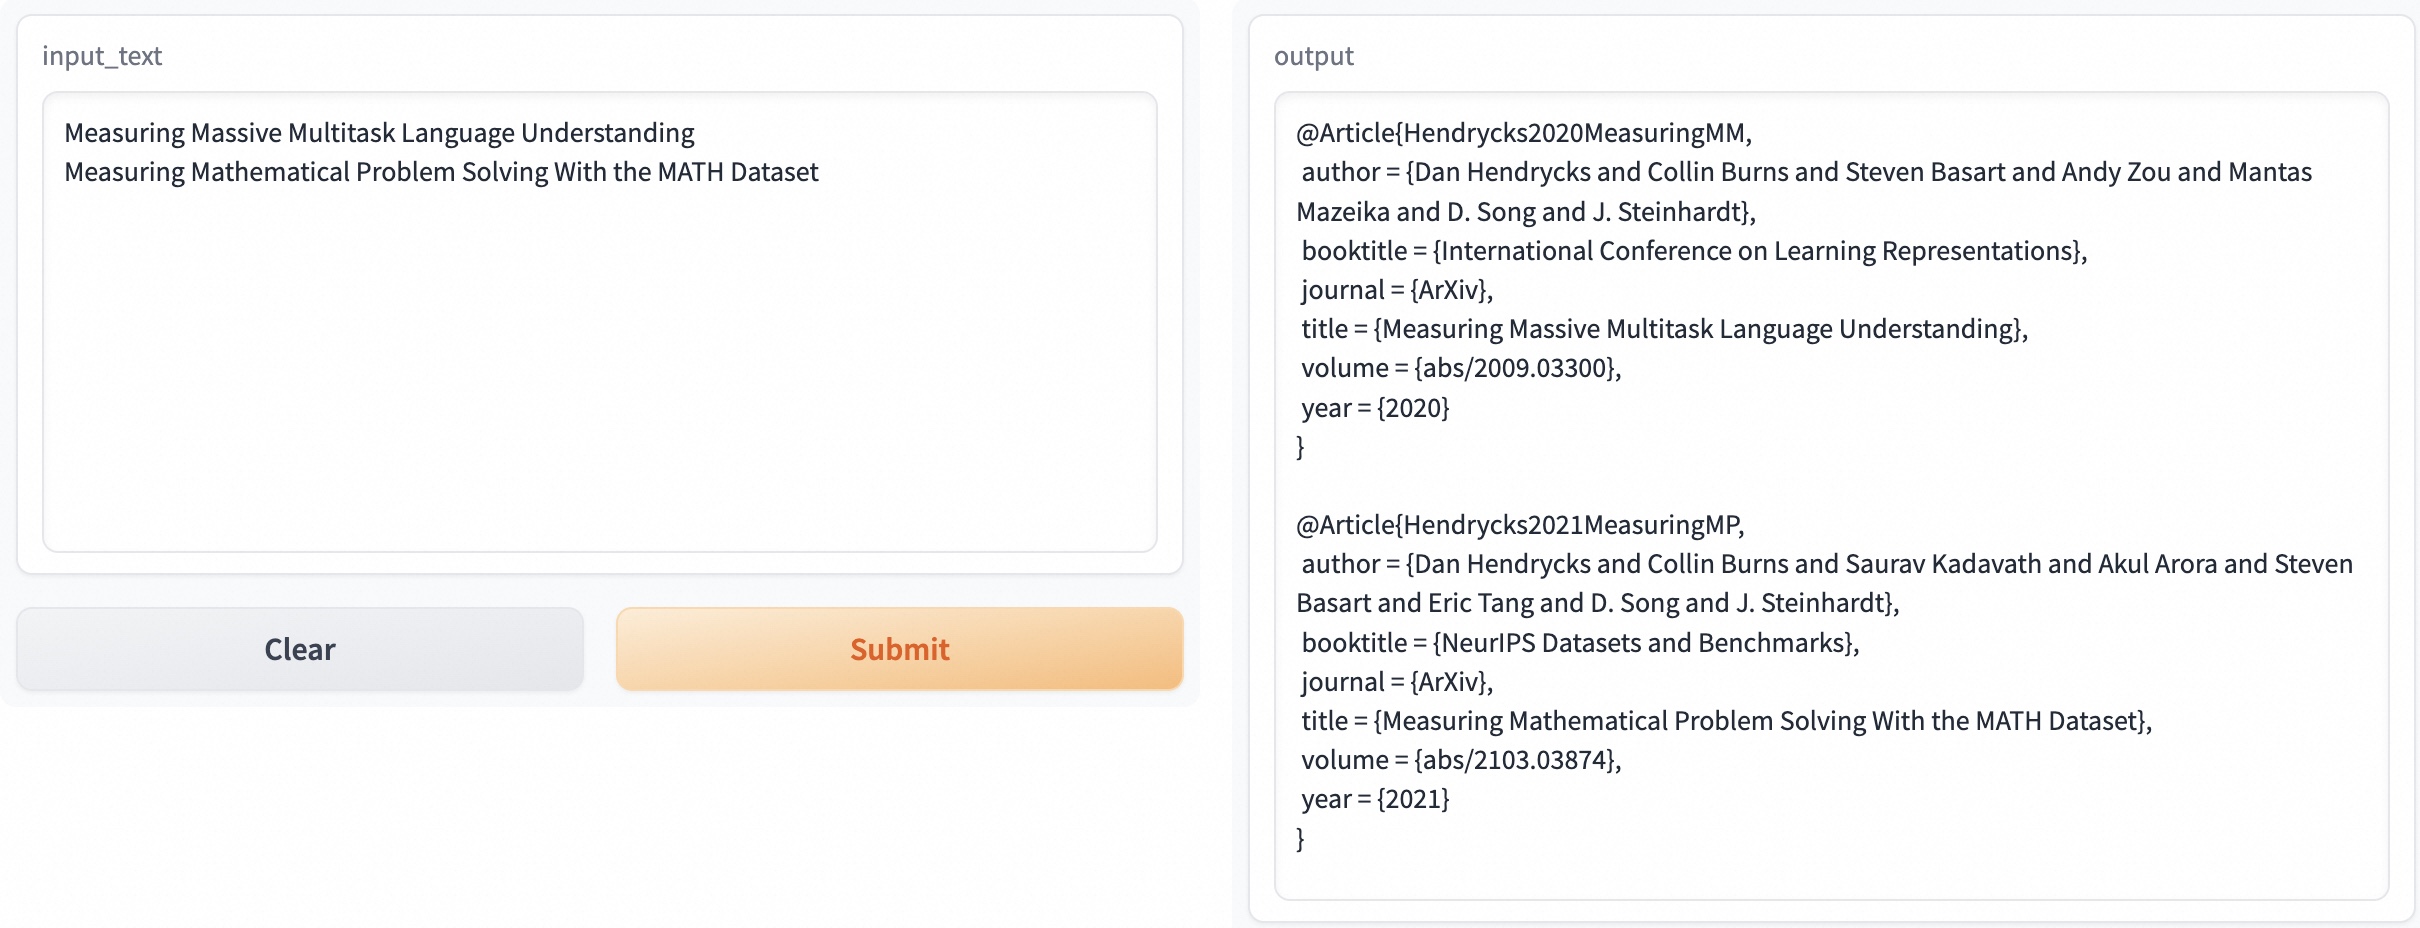 input_text
Measuring Massive Multitask Language Understanding
Measuring Mathematical Problem Solving With the MATH Dataset
Clear
Submit
output
@Article{Hendrycks2020MeasuringMM,
 author = {Dan Hendrycks and Collin Burns and Steven Basart and Andy Zou and Mantas
Mazeika and D. Song and J. Steinhardt},
 booktitle = {International Conference on Learning Representations},
 journal = {ArXiv},
 title = {Measuring Massive Multitask Language Understanding},
 volume = {abs/2009.03300},
 year = {2020}
}

@Article{Hendrycks2021MeasuringMP,
 author = {Dan Hendrycks and Collin Burns and Saurav Kadavath and Akul Arora and Steven
Basart and Eric Tang and D. Song and J. Steinhardt},
 booktitle = {NeurIPS Datasets and Benchmarks},
 journal = {ArXiv},
 title = {Measuring Mathematical Problem Solving With the MATH Dataset},
 volume = {abs/2103.03874},
 year = {2021}
}